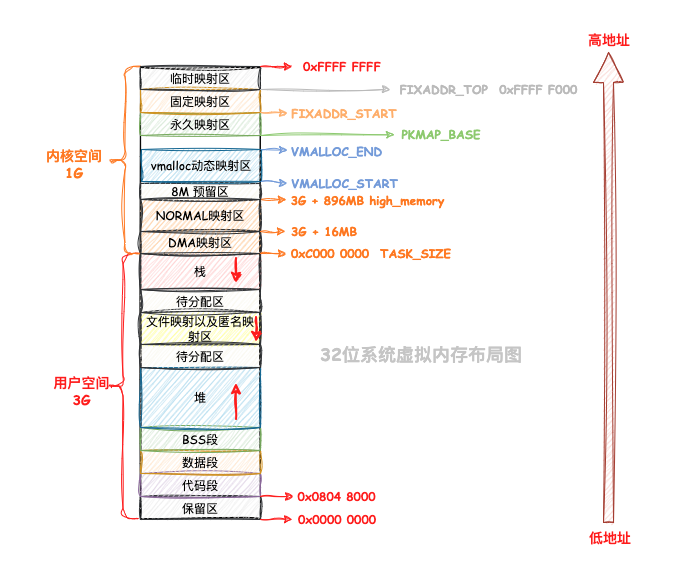 高地址
0xFFFF FFFF
临时映射区
FIXADDR_TOP 0xFFFF F000
固定映射区
FIXADDR_START
永久映射区
PKMAP_BASE
VMALLOC_END
内核空间
1G
vmalloc动态映射区
VMALLOC_START
8M 预留区
3G + 896MB high_memory
NORMAL映射区
3G + 16MB
DMA映射区
0xC000 0000 TASK_SIZE
栈
待分配区
文件映射以及匿名映
射区
待分配区
32位系统虚拟内存布局图
用户空间
3G
堆
BSS段
数据段
代码段
0x0804 8000
保留区
0x0000 0000
低地址